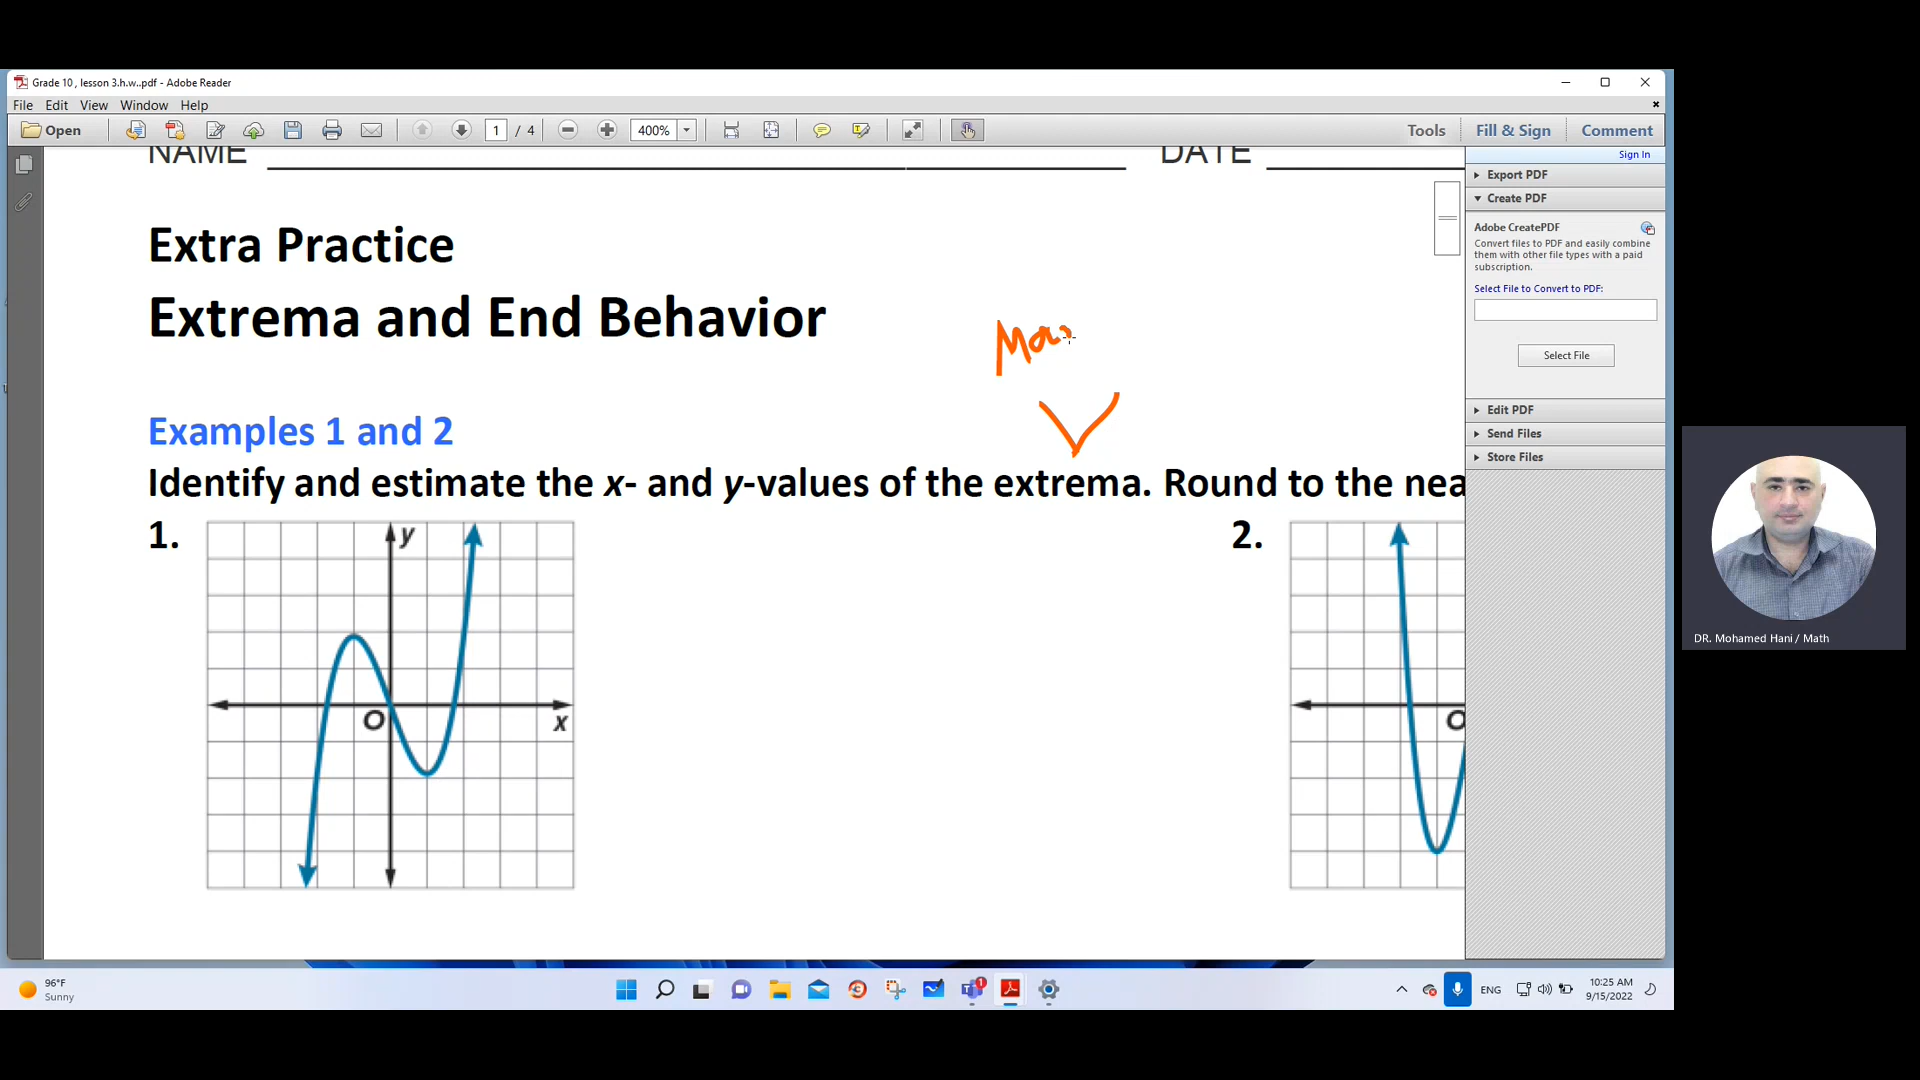 Grade 10 , lesson 3.h.w..pdf - Adobe Reader
File Edit View Window Help
Open 1 / 4 400% Tools Fill & Sign Comment
Sign In
NAME DATE
Export PDF
Create PDF
Adobe CreatePDF
Convert files to PDF and easily combine
them with other file types with a paid
subscription.
Select File to Convert to PDF:
Select File
Edit PDF
Send Files
Store Files
Extra Practice
Extrema and End Behavior
Max
Examples 1 and 2
Identify and estimate the x- and y-values of the extrema. Round to the nea
1. y
O
x
2.
O
DR. Mohamed Hani / Math
96°F
Sunny
1
ENG
10:25 AM
9/15/2022